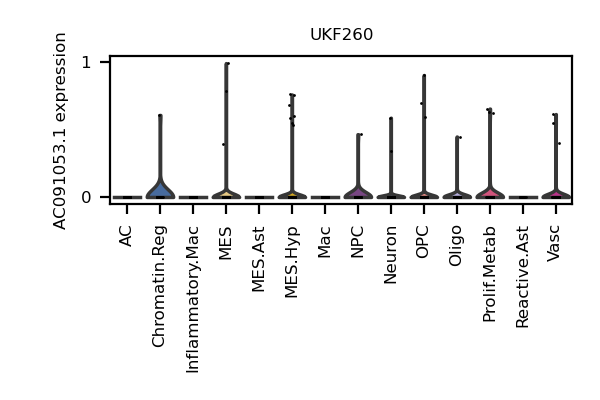 UKF260
AC091053.1 expression
1
0
AC
Chromatin.Reg
Inflammatory.Mac
MES
MES.Ast
MES.Hyp
Mac
NPC
Neuron
OPC
Oligo
Prolif.Metab
Reactive.Ast
Vasc